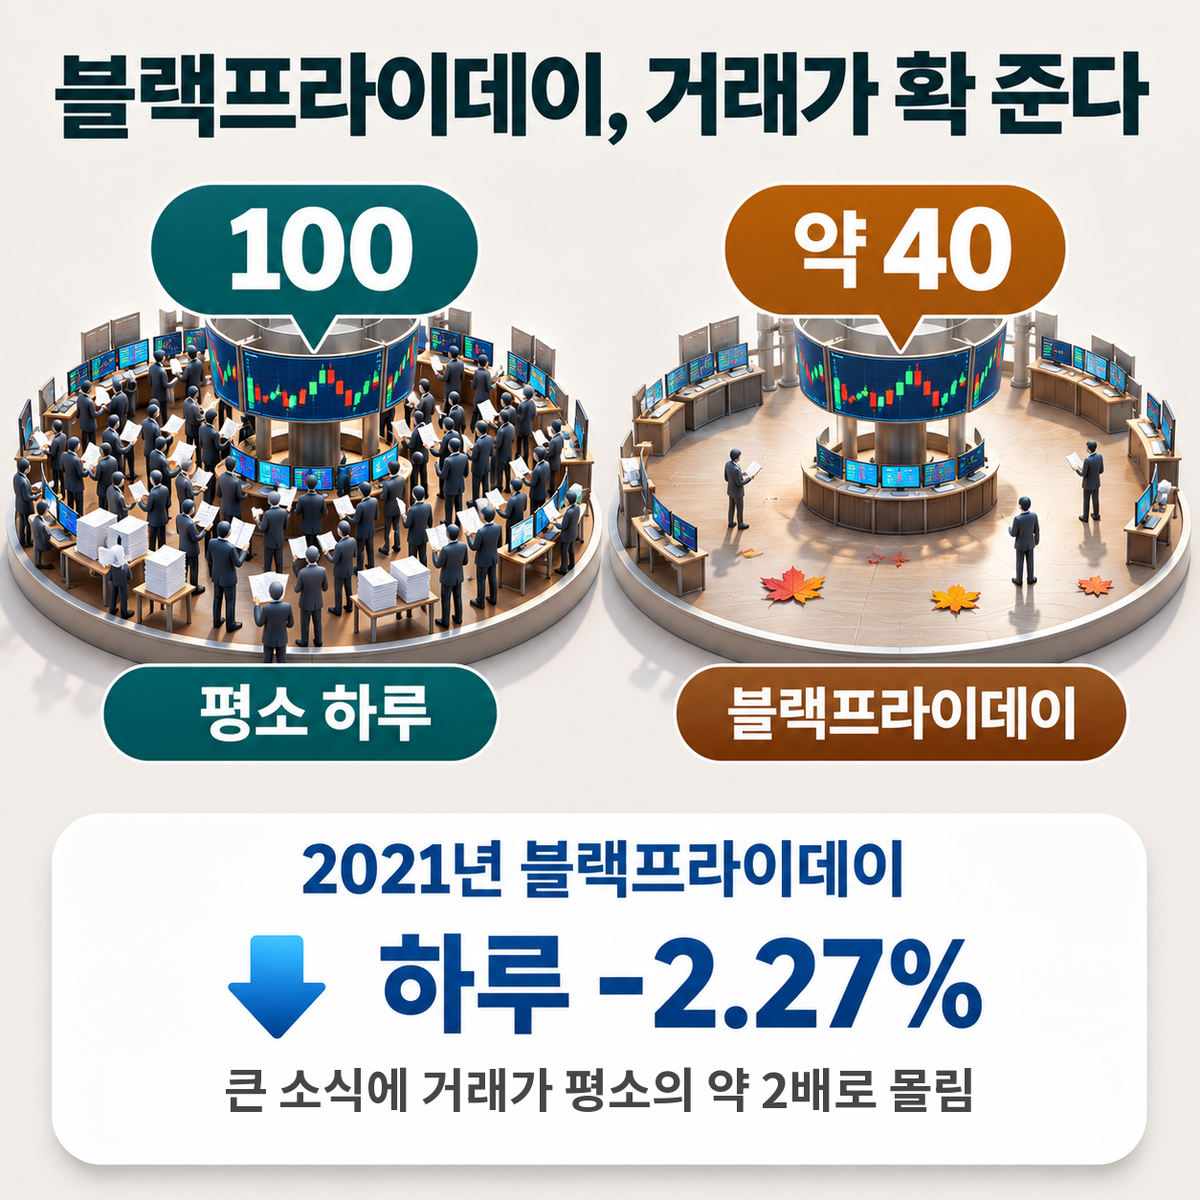 블랙프라이데이, 거래가 확 준다
100
약 40
평소 하루
블랙프라이데이
2021년 블랙프라이데이
하루 -2.27%
큰 소식에 거래가 평소의 약 2배로 몰림